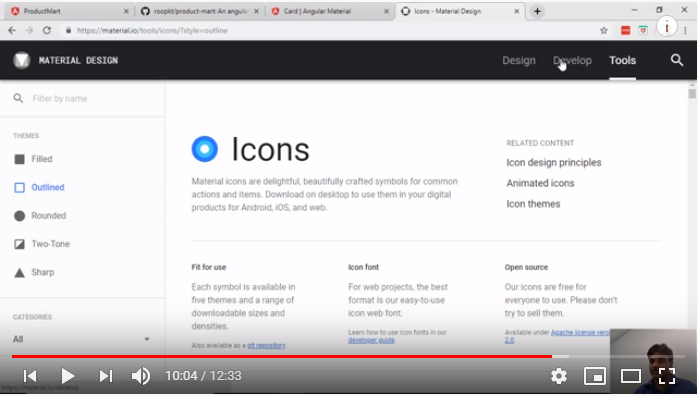 ProductMart
roopkt/product-mart: An angula
Card | Angular Material
Icons - Material Design
https://material.io/tools/icons/?style=outline
MATERIAL DESIGN
Design
Develop
Tools
Filter by name
THEMES
Filled
Outlined
Rounded
Two-Tone
Sharp
CATEGORIES
All
Icons
Material icons are delightful, beautifully crafted symbols for common
actions and items. Download on desktop to use them in your digital
products for Android, iOS, and web.
RELATED CONTENT
Icon design principles
Animated icons
Icon themes
Fit for use
Each symbol is available in
five themes and a range of
downloadable sizes and
densities.
Also available as a git repository
Icon font
For web projects, the best
format is our easy-to-use
icon web font.
Learn how to use icon fonts in our
developer guide
Open source
Our icons are free for
everyone to use. Please don't
try to sell them.
Available under Apache license vers
2.0
10:04 / 12:33